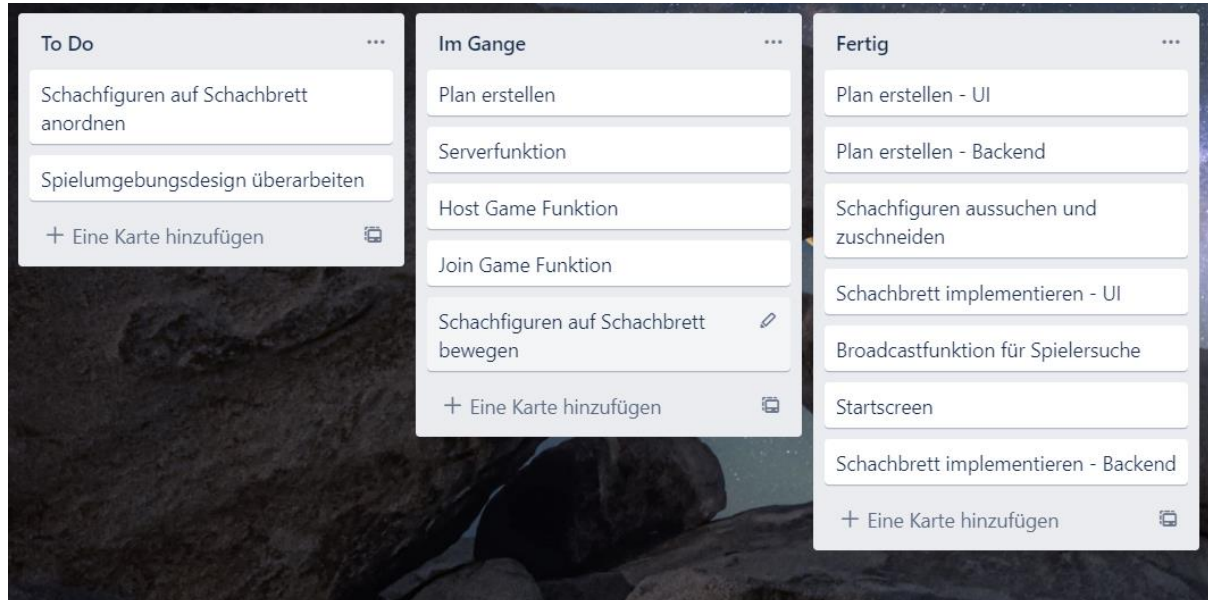 To Do
Schachfiguren auf Schachbrett
anordnen
Spielumgebungsdesign überarbeiten
+ Eine Karte hinzufügen
Im Gange
Plan erstellen
Serverfunktion
Host Game Funktion
Join Game Funktion
Schachfiguren auf Schachbrett
bewegen
+ Eine Karte hinzufügen
Fertig
Plan erstellen - UI
Plan erstellen - Backend
Schachfiguren aussuchen und
zuschneiden
Schachbrett implementieren - UI
Broadcastfunktion für Spielersuche
Startscreen
Schachbrett implementieren - Backend
+ Eine Karte hinzufügen